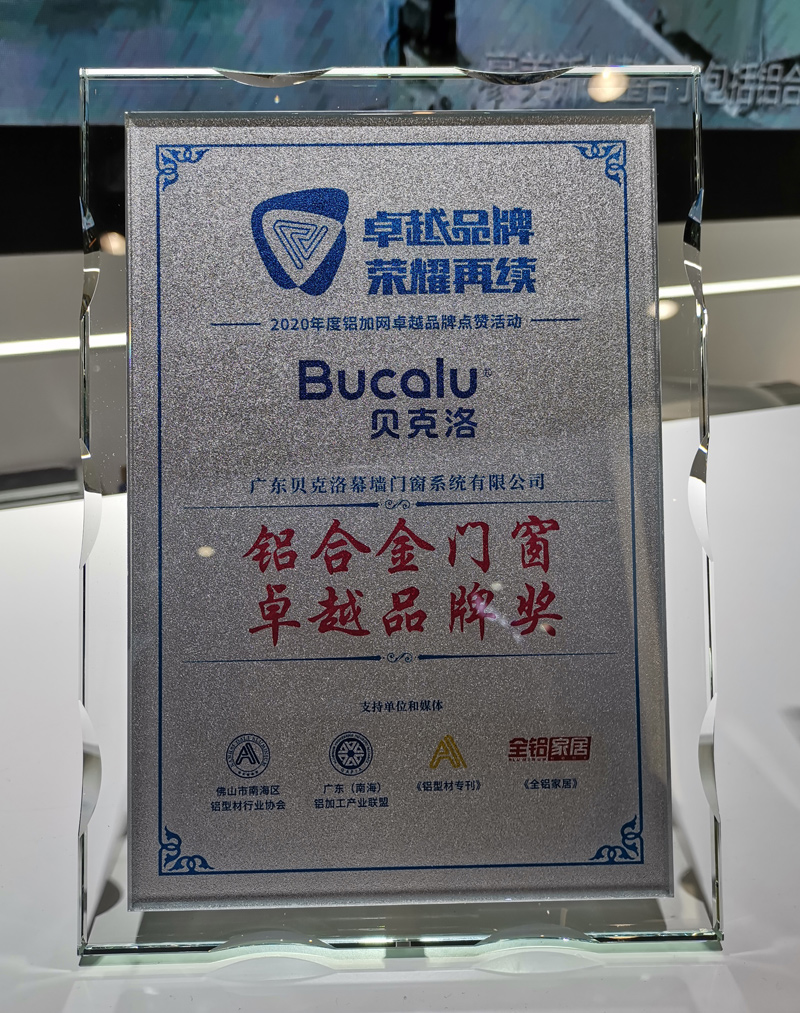 包括铝合
卓越品牌
荣耀再续
2020年度铝加网卓越品牌点赞活动
Bucalu
贝克洛
广东贝克洛幕墙门窗系统有限公司
铝合金门窗
卓越品牌奖
支持单位和媒体
全铝家居
佛山市南海区
铝型材行业协会
广东（南海）
铝加工产业联盟
《铝型材专刊》
《全铝家居》